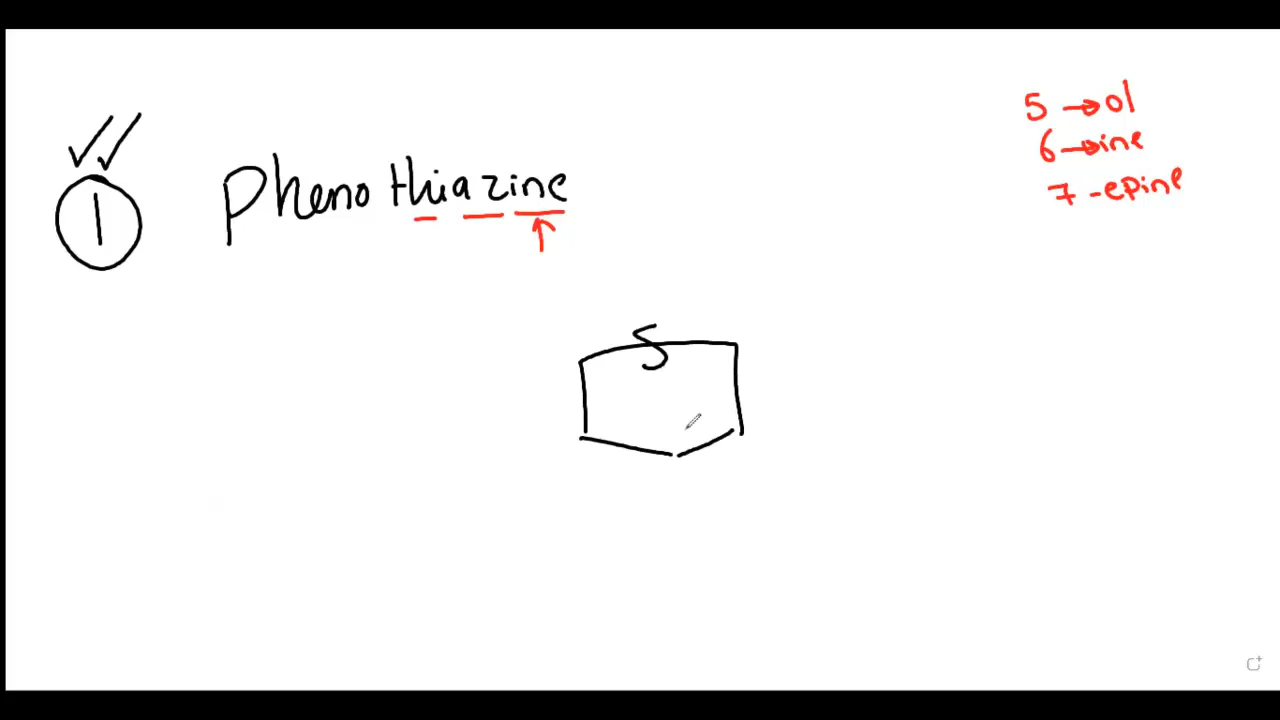 5 → ol
6 → ine
7 - epine
1 Phenothiazine
S